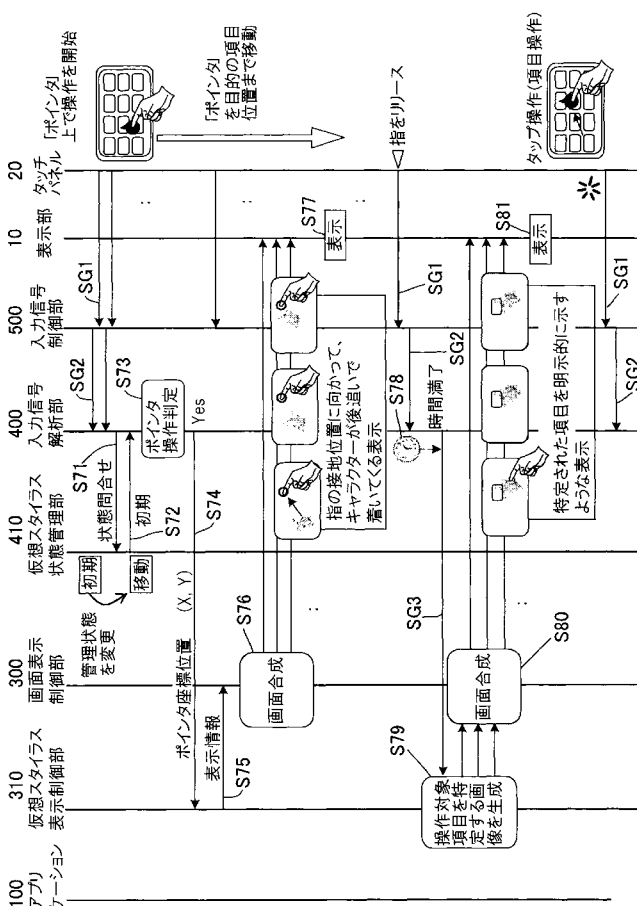 100
アプリ
ケーション
310
仮想スタイラス
表示制御部
300
画面表示
制御部
410
仮想スタイラス
状態管理部
400
入力信号
解析部
500
入力信号
制御部
10
表示部
20
タッチ
パネル
「ポインタ」
上で操作を開始
SG1
SG2
S71
状態問合せ
S73
ポインタ
操作判定
初期
S72
初期
移動
管理状態
を変更
Yes
S74
ポインタ座標位置 (X, Y)
表示情報
S75
「ポインタ」
を目的の項目
位置まで移動
:
:
S76
画面合成
S77
表示
指の接地位置に向かって、
キャラクターが後追いで
着いてくる表示
:
指をリリース
SG1
SG2
S78
時間満了
SG3
S79
操作対象
項目を特
定する画
像を生成
画面合成
S80
S81
表示
特定された項目を明示的に示す
ような表示
:
タップ操作(項目操作)
SG1
SG2